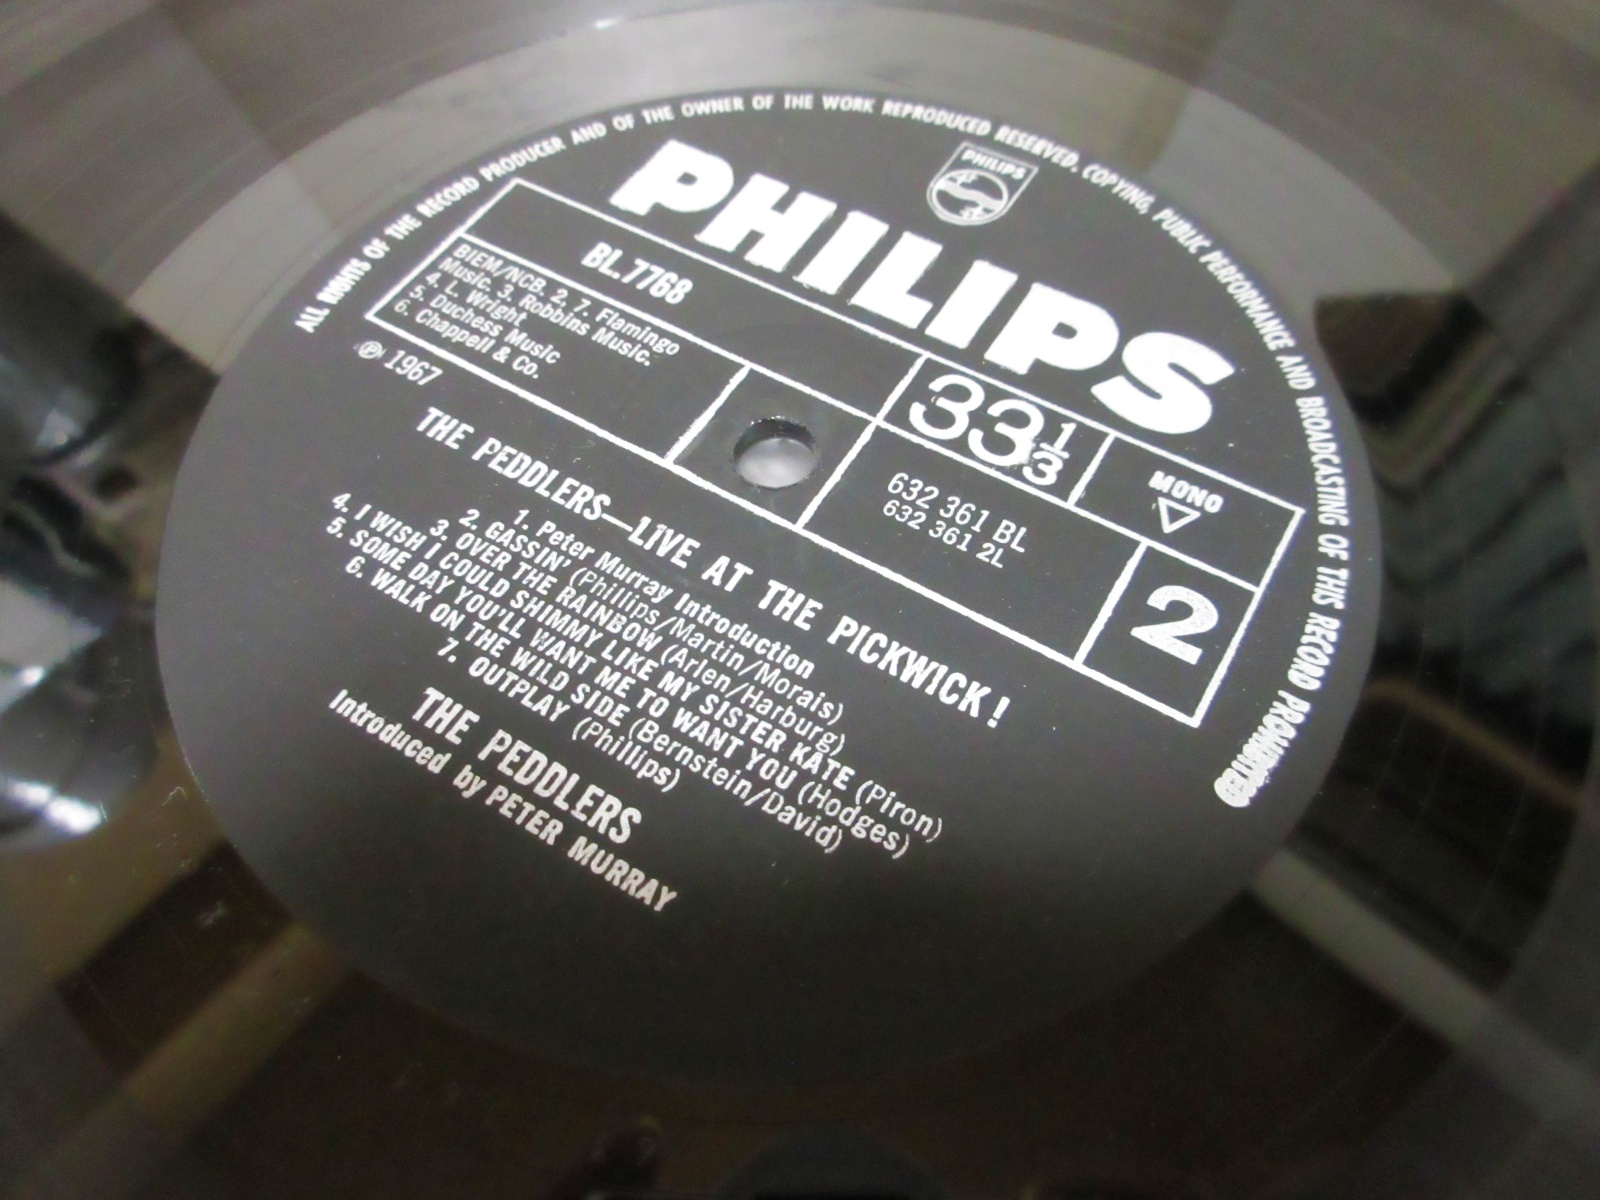 ALL RIGHTS OF THE RECORD PRODUCER AND OF THE OWNER OF THE WORK REPRODUCED RESERVED. COPYING, PUBLIC PERFORMANCE AND BROADCASTING OF THIS RECORD PROHIBITED
PHILIPS
PHILIPS
BL.7768
BIEM/NCB, 2, 7. Flamingo
Music. 3. Robbins Music.
4. L. Wright
5. Duchess Music
6. Chappell & Co.
℗ 1967
33 1/3
MONO
632 361 BL
632 361 2L
2
THE PEDDLERS—LIVE AT THE PICKWICK!
1. Peter Murray Introduction
2. GASSIN' (Phillips/Martin/Morais)
3. OVER THE RAINBOW (Arlen/Harburg)
4. I WISH I COULD SHIMMY LIKE MY SISTER KATE (Piron)
5. SOME DAY YOU'LL WANT ME TO WANT YOU (Hodges)
6. WALK ON THE WILD SIDE (Bernstein/David)
7. OUTPLAY (Phillips)
THE PEDDLERS
Introduced by PETER MURRAY